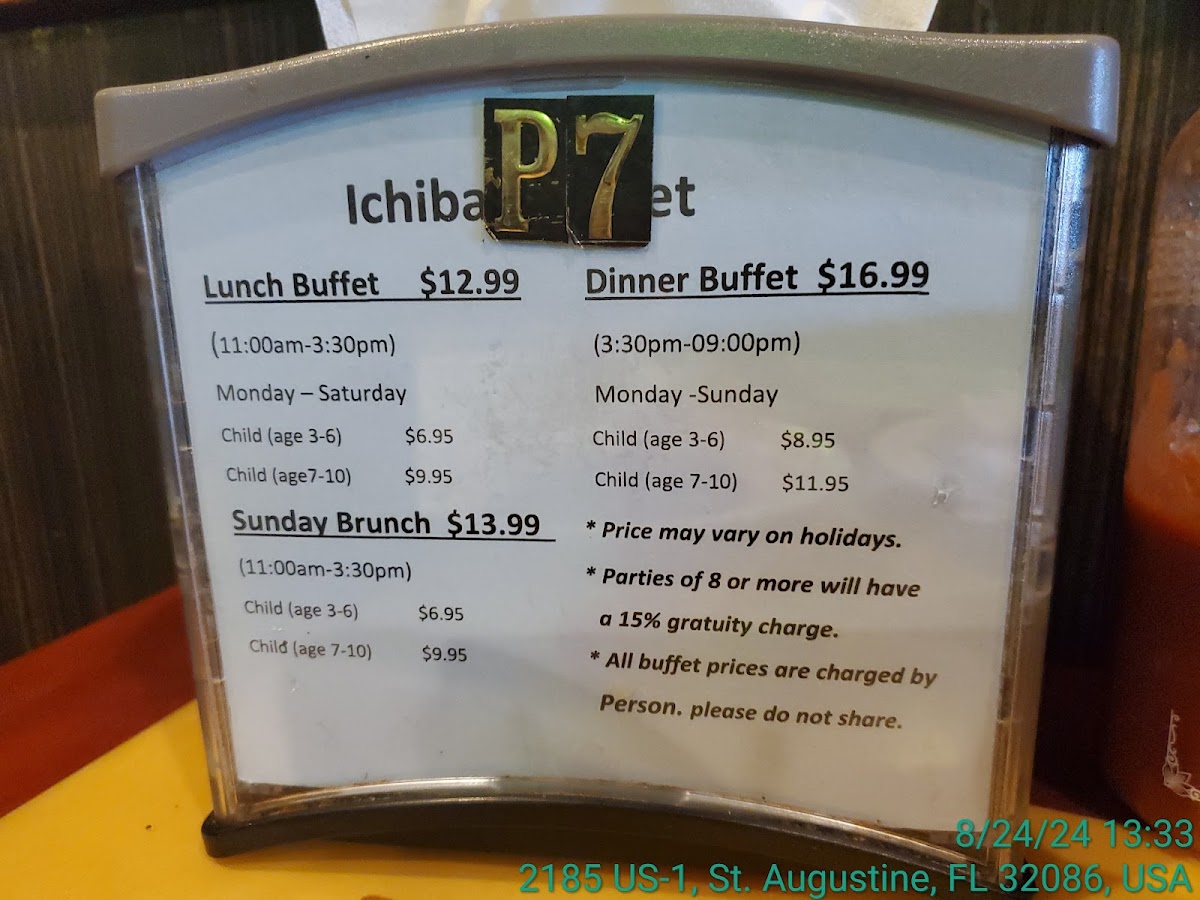 P7
Ichiba et
Lunch Buffet $12.99
(11:00am-3:30pm)
Monday – Saturday
Child (age 3-6) $6.95
Child (age7-10) $9.95
Sunday Brunch $13.99
(11:00am-3:30pm)
Child (age 3-6) $6.95
Child (age 7-10) $9.95
Dinner Buffet $16.99
(3:30pm-09:00pm)
Monday -Sunday
Child (age 3-6) $8.95
Child (age 7-10) $11.95
* Price may vary on holidays.
* Parties of 8 or more will have
a 15% gratuity charge.
* All buffet prices are charged by
Person. please do not share.
8/24/24 13:33
2185 US-1, St. Augustine, FL 32086, USA